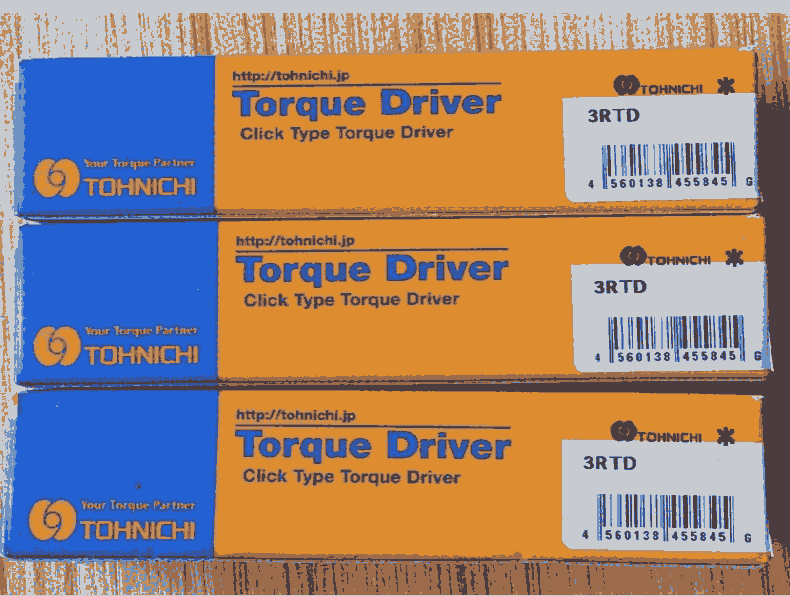 http://tohnichi.jp
Torque Driver
Click Type Torque Driver
Your Torque Partner
TOHNICHI
TOHNICHI
3RTD
4 560138 455845 G
http://tohnichi.jp
Torque Driver
Click Type Torque Driver
Your Torque Partner
TOHNICHI
TOHNICHI
3RTD
4 560138 455845 G
http://tohnichi.jp
Torque Driver
Click Type Torque Driver
Your Torque Partner
TOHNICHI
TOHNICHI
3RTD
4 560138 455845 G